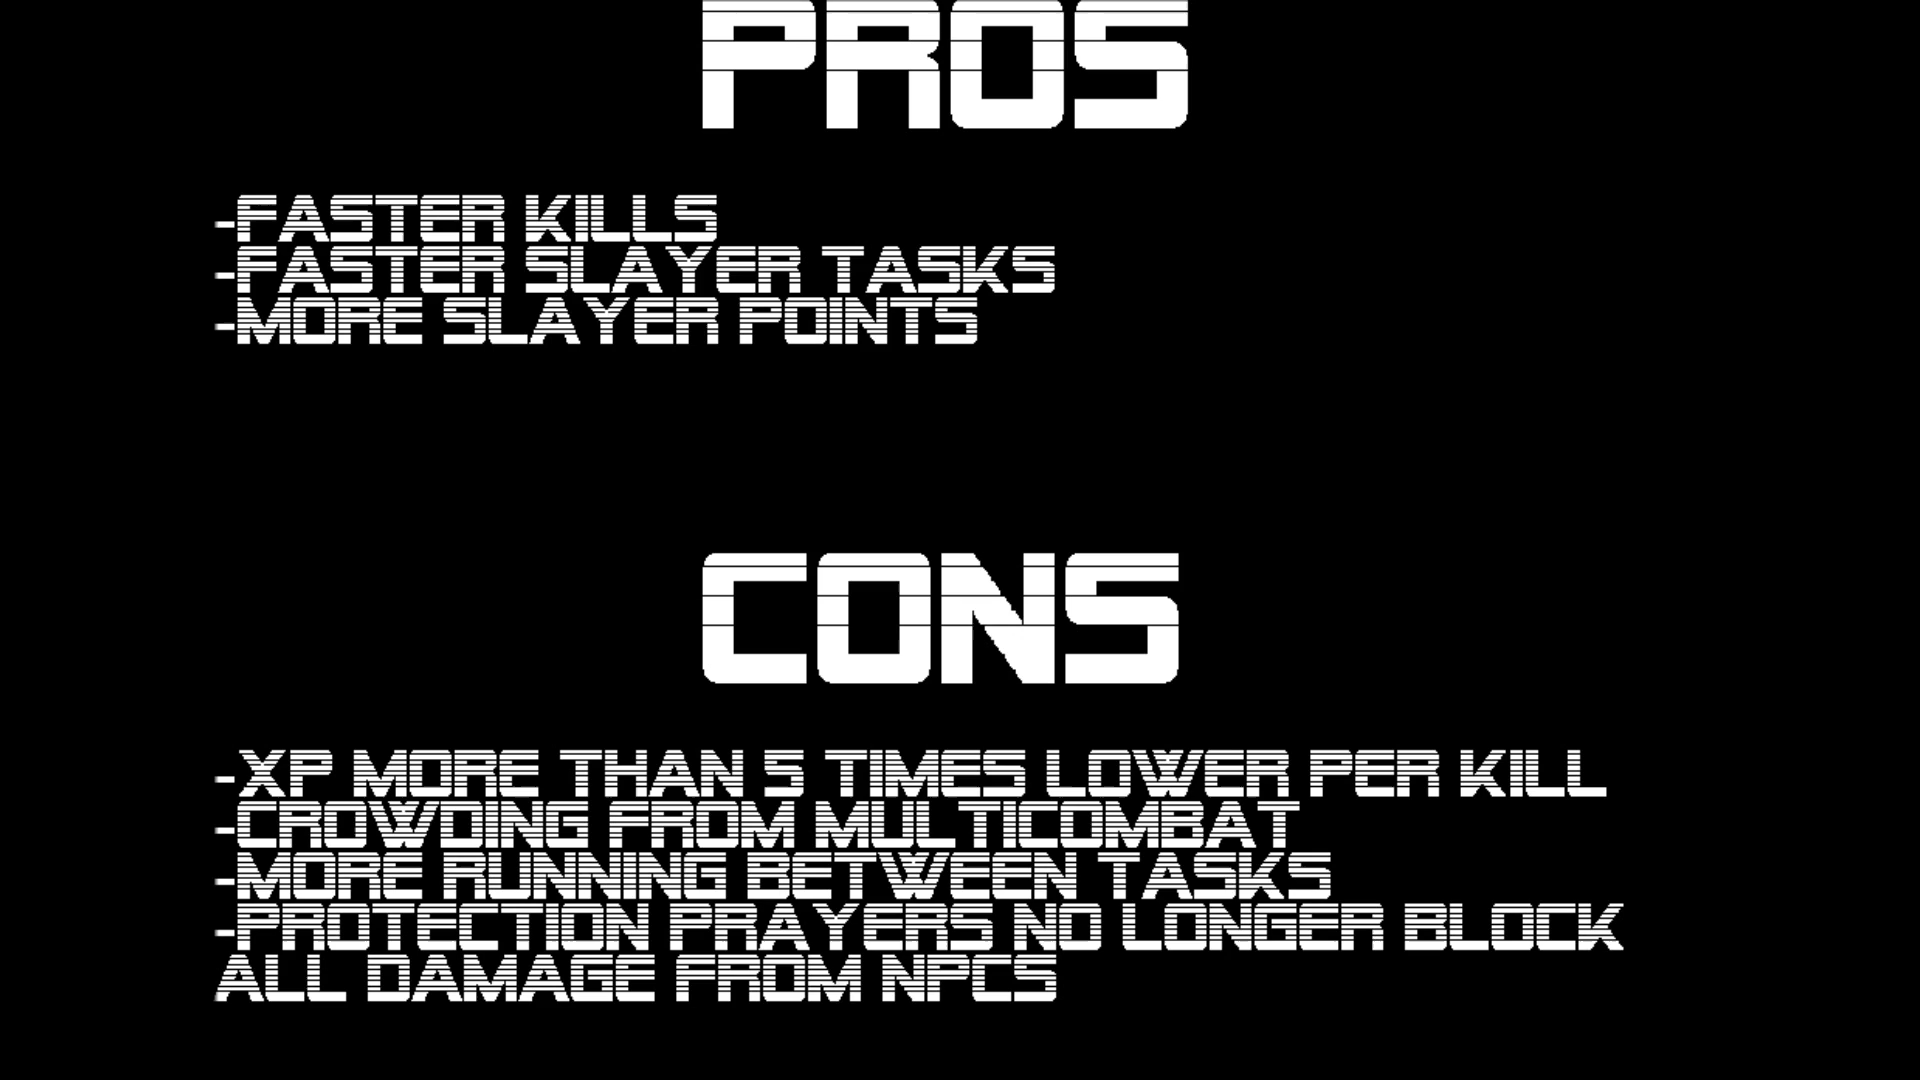 PROS
-FASTER KILLS
-FASTER SLAYER TASKS
-MORE SLAYER POINTS
CONS
-XP MORE THAN 5 TIMES LOWER PER KILL
-CROWDING FROM MULTICOMBAT
-MORE RUNNING BETWEEN TASKS
-PROTECTION PRAYERS NO LONGER BLOCK
ALL DAMAGE FROM NPCS